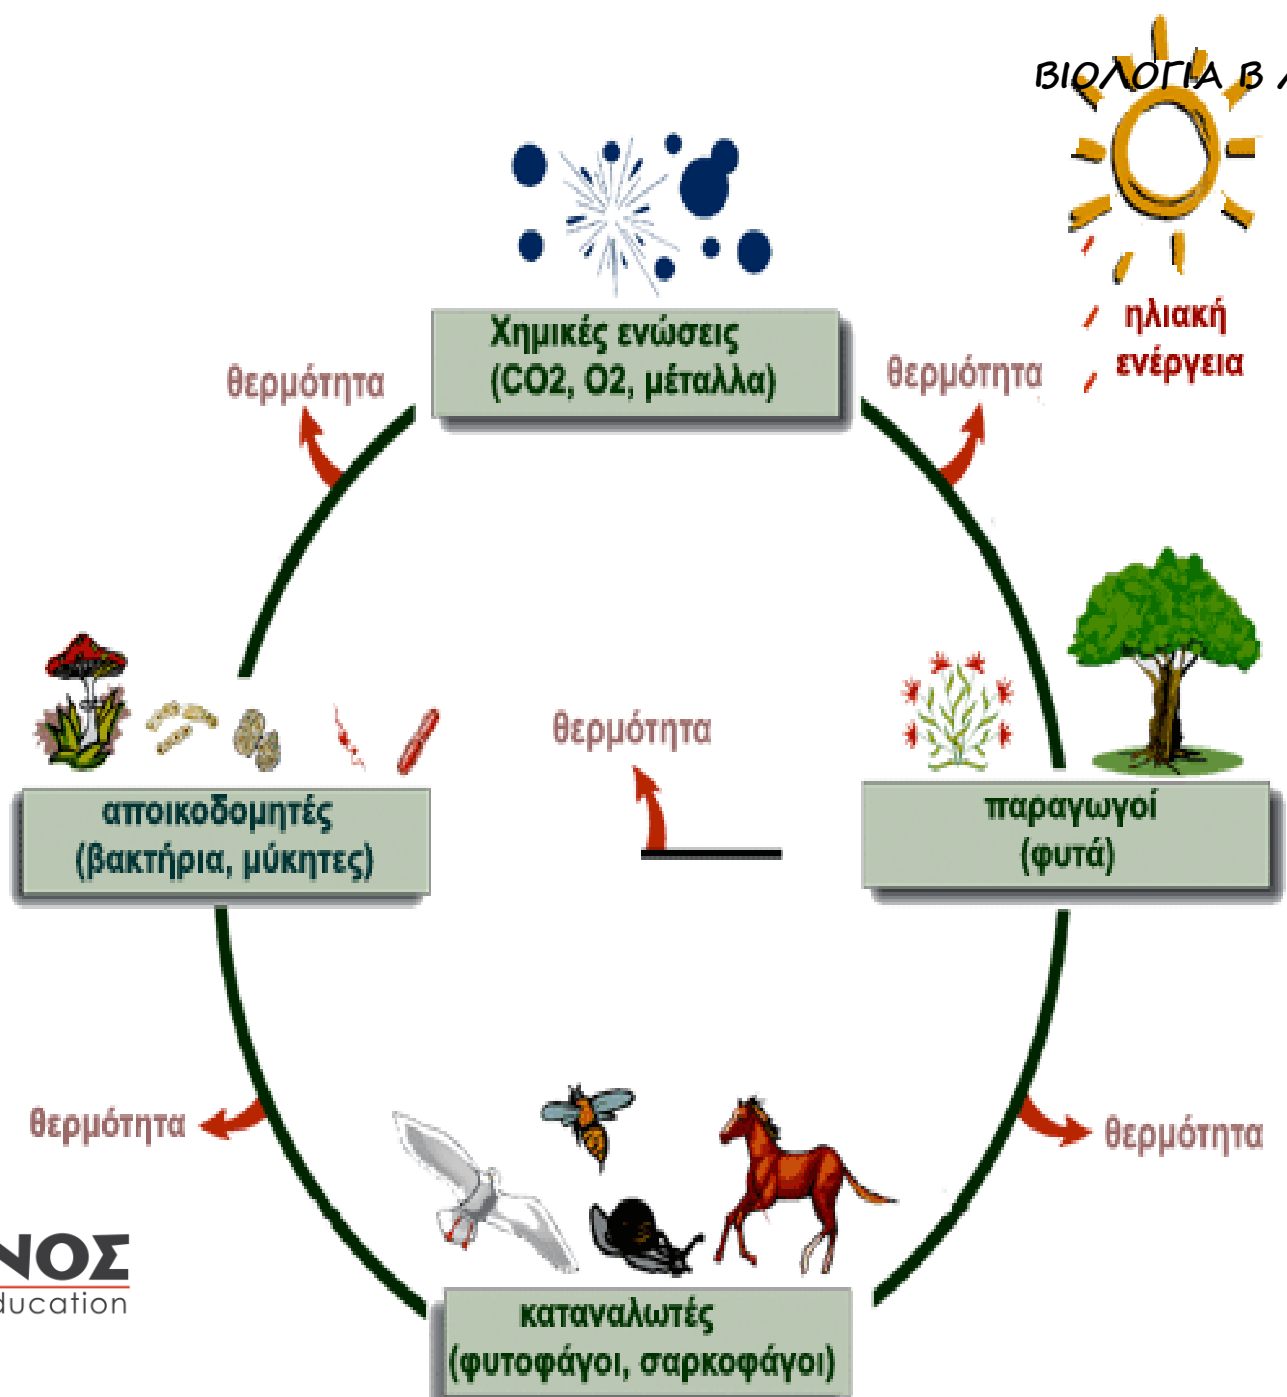 ΒΙΟΛΟΓΙΑ Β
Χημικές ενώσεις
(CO2, O2, μέταλλα)
ηλιακή
ενέργεια
θερμότητα
θερμότητα
θερμότητα
αποικοδομητές
(βακτήρια, μύκητες)
παραγωγοί
(φυτά)
θερμότητα
θερμότητα
ΝΟΣ
ducation
καταναλωτές
(φυτοφάγοι, σαρκοφάγοι)